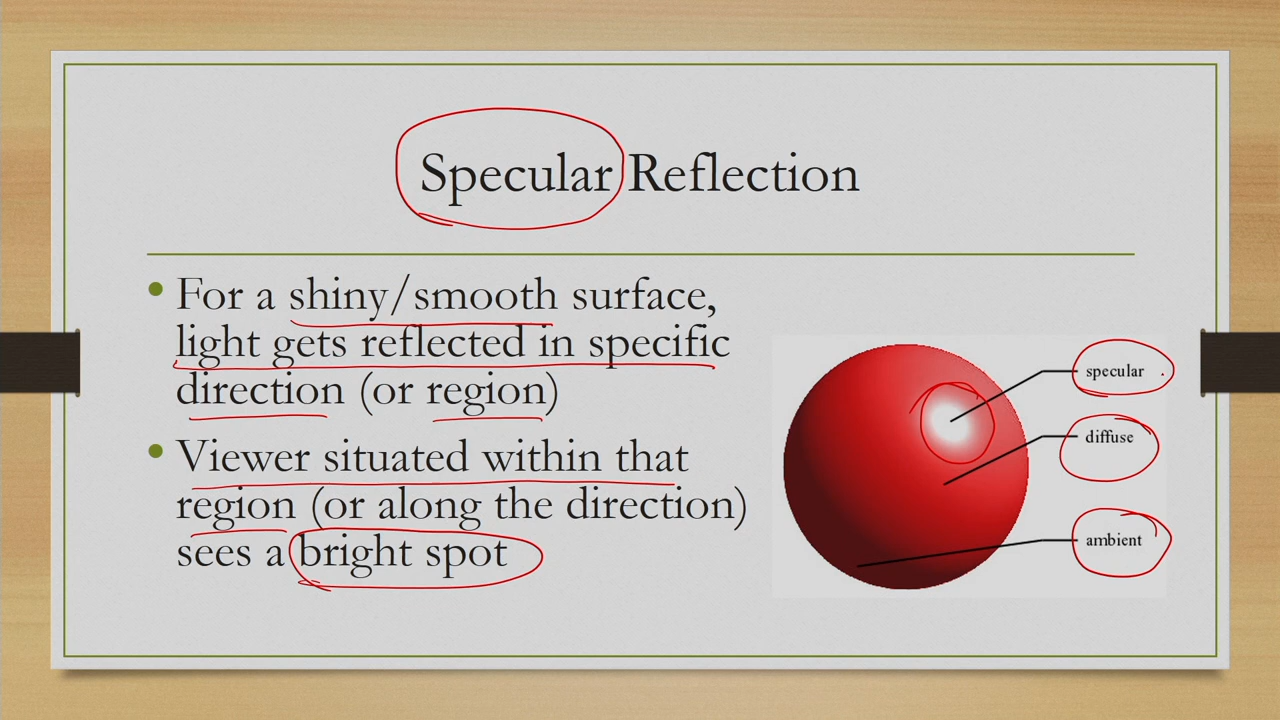 Specular Reflection
• For a shiny/smooth surface,
light gets reflected in specific
direction (or region)
• Viewer situated within that
region (or along the direction)
sees a bright spot
specular
diffuse
ambient